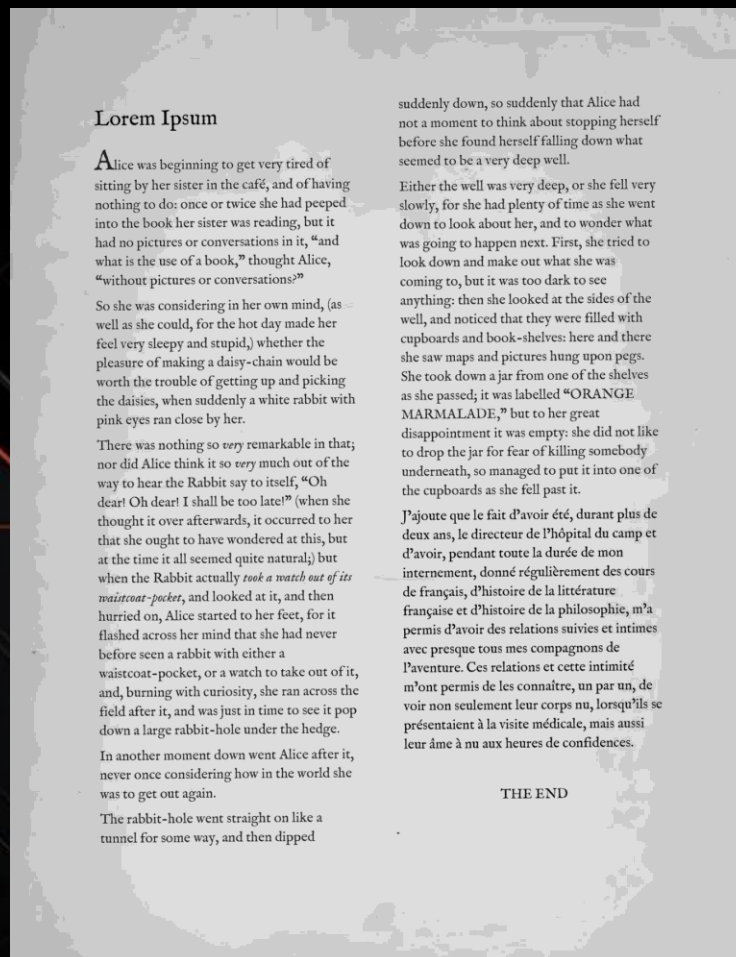 Lorem Ipsum
Alice was beginning to get very tired of
sitting by her sister in the café, and of having
nothing to do: once or twice she had peeped
into the book her sister was reading, but it
had no pictures or conversations in it, “and
what is the use of a book,” thought Alice,
“without pictures or conversations?”
So she was considering in her own mind, (as
well as she could, for the hot day made her
feel very sleepy and stupid,) whether the
pleasure of making a daisy-chain would be
worth the trouble of getting up and picking
the daisies, when suddenly a white rabbit with
pink eyes ran close by her.
There was nothing so very remarkable in that;
nor did Alice think it so very much out of the
way to hear the Rabbit say to itself, “Oh
dear! Oh dear! I shall be too late!” (when she
thought it over afterwards, it occurred to her
that she ought to have wondered at this, but
at the time it all seemed quite natural;) but
when the Rabbit actually took a watch out of its
waistcoat-pocket, and looked at it, and then
hurried on, Alice started to her feet, for it
flashed across her mind that she had never
before seen a rabbit with either a
waistcoat-pocket, or a watch to take out of it,
and, burning with curiosity, she ran across the
field after it, and was just in time to see it pop
down a large rabbit-hole under the hedge.
In another moment down went Alice after it,
never once considering how in the world she
was to get out again.
The rabbit-hole went straight on like a
tunnel for some way, and then dipped
suddenly down, so suddenly that Alice had
not a moment to think about stopping herself
before she found herself falling down what
seemed to be a very deep well.
Either the well was very deep, or she fell very
slowly, for she had plenty of time as she went
down to look about her, and to wonder what
was going to happen next. First, she tried to
look down and make out what she was
coming to, but it was too dark to see
anything: then she looked at the sides of the
well, and noticed that they were filled with
cupboards and book-shelves: here and there
she saw maps and pictures hung upon pegs.
She took down a jar from one of the shelves
as she passed; it was labelled “ORANGE
MARMALADE,” but to her great
disappointment it was empty: she did not like
to drop the jar for fear of killing somebody
underneath, so managed to put it into one of
the cupboards as she fell past it.
J’ajoute que le fait d’avoir été, durant plus de
deux ans, le directeur de l’hôpital du camp et
d’avoir, pendant toute la durée de mon
internement, donné régulièrement des cours
de français, d’histoire de la littérature
française et d’histoire de la philosophie, m’a
permis d’avoir des relations suivies et intimes
avec presque tous mes compagnons de
l’aventure. Ces relations et cette intimité
m’ont permis de les connaître, un par un, de
voir non seulement leur corps nu, lorsqu’ils se
présentaient à la visite médicale, mais aussi
leur âme à nu aux heures de confidences.
THE END